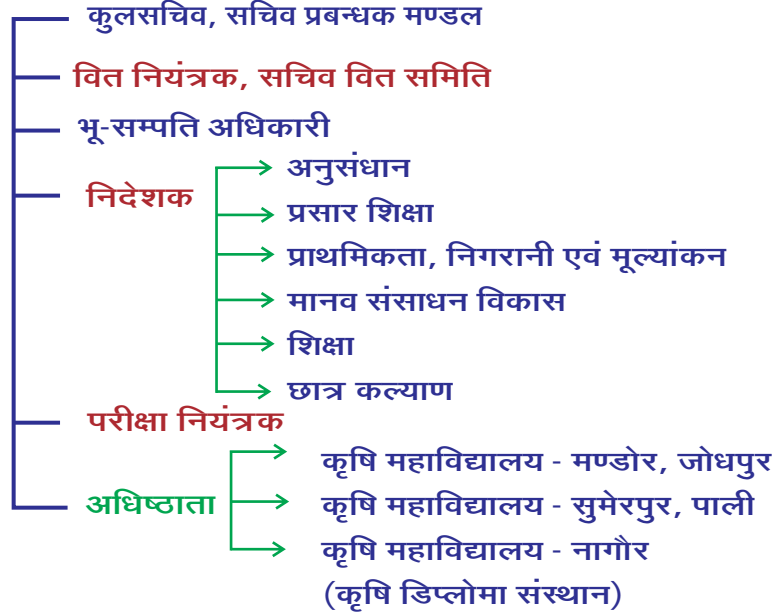 कुलसचिव, सचिव प्रबन्धक मण्डल
वित नियंत्रक, सचिव वित समिति
भू-सम्पति अधिकारी
निदेशक
अनुसंधान
प्रसार शिक्षा
प्राथमिकता, निगरानी एवं मूल्यांकन
मानव संसाधन विकास
शिक्षा
छात्र कल्याण
परीक्षा नियंत्रक
अधिष्ठाता
कृषि महाविद्यालय - मण्डोर, जोधपुर
कृषि महाविद्यालय - सुमेरपुर, पाली
कृषि महाविद्यालय - नागौर
(कृषि डिप्लोमा संस्थान)